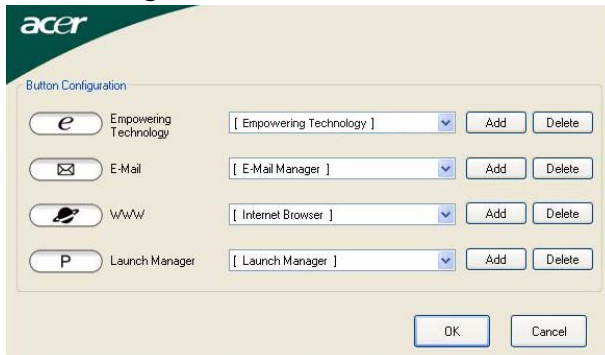 acer
Button Configuration
e Empowering Technology [ Empowering Technology ] Add Delete
E-Mail [ E-Mail Manager ] Add Delete
WWW [ Internet Browser ] Add Delete
P Launch Manager [ Launch Manager ] Add Delete
OK Cancel